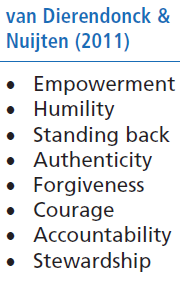 van Dierendonck &
Nuijten (2011)
• Empowerment
• Humility
• Standing back
• Authenticity
• Forgiveness
• Courage
• Accountability
• Stewardship